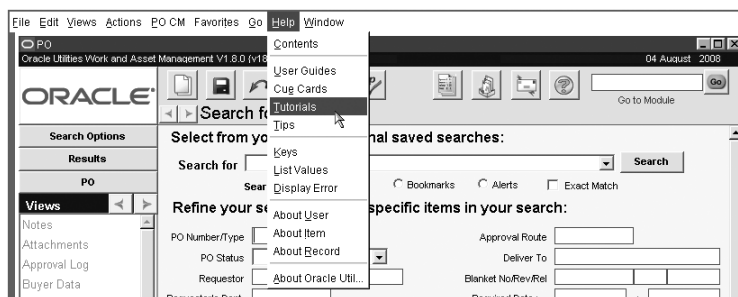 File Edit Views Actions PO CM Favorites Go Help Window
PO
Oracle Utilities Work and Asset Management V1.8.0 (v18
04 August 2008
Contents
User Guides
Cue Cards
Tutorials
Tips
Keys
List Values
Display Error
About User
About Item
About Record
About Oracle Util...
ORACLE
Go
Go to Module
Search f
Search Options
Results
PO
Views
Notes
Attachments
Approval Log
Buyer Data
Select from yo
nal saved searches:
Search for
Search
Sear
Bookmarks Alerts Exact Match
Refine your se
specific items in your search:
PO Number/Type
Approval Route
PO Status
Deliver To
Requestor
Blanket No/Rev/Rel